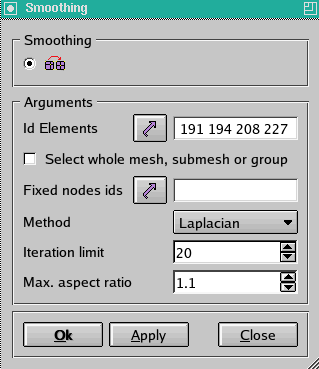 Smoothing
Smoothing
Arguments
Id Elements 191 194 208 227
Select whole mesh, submesh or group
Fixed nodes ids
Method Laplacian
Iteration limit 20
Max. aspect ratio 1.1
Ok Apply Close